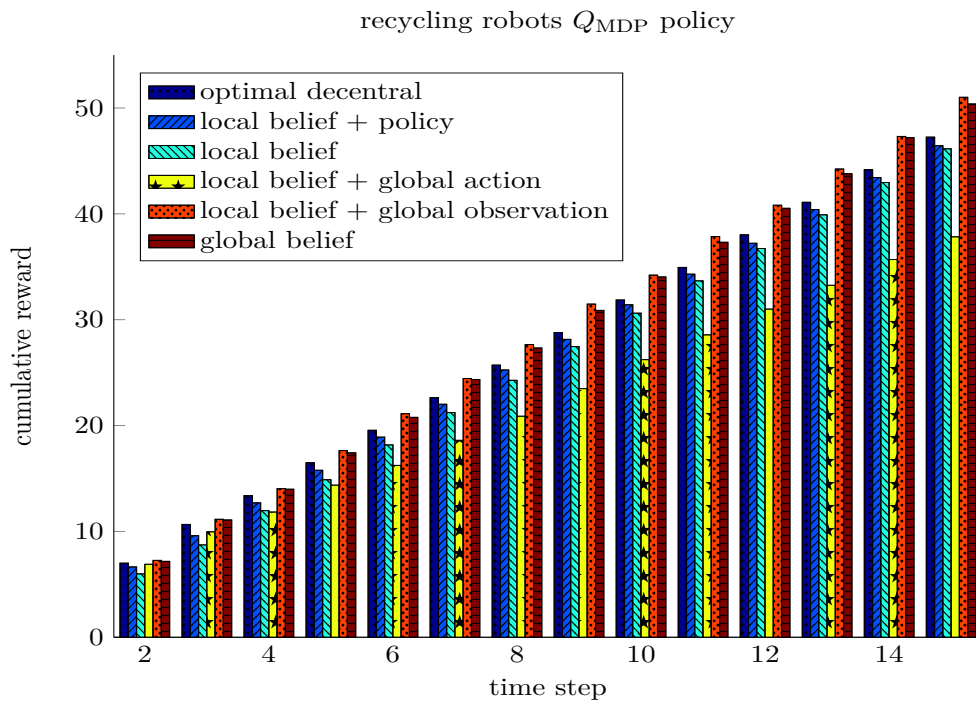 recycling robots Q_MDP policy
optimal decentral
local belief + policy
local belief
local belief + global action
local belief + global observation
global belief
cumulative reward
50
40
30
20
10
0
2 4 6 8 10 12 14
time step